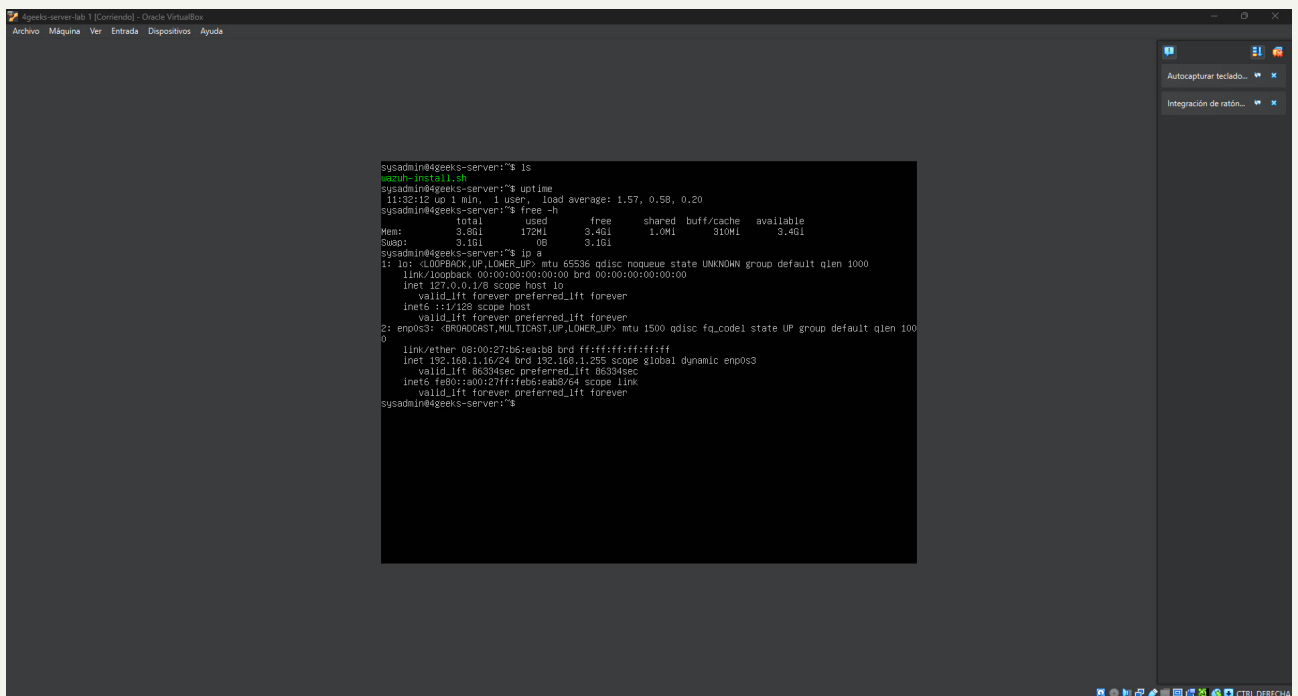 4geeks-server-lab 1 [Corriendo] - Oracle VirtualBox
Archivo Máquina Ver Entrada Dispositivos Ayuda
Autocapturar teclado...
Integración de ratón...
sysadmin@4geeks-server:~$ ls
wazuh-install.sh
sysadmin@4geeks-server:~$ uptime
11:32:12 up 1 min, 1 user, load average: 1.57, 0.58, 0.20
sysadmin@4geeks-server:~$ free -h
total used free shared buff/cache available
Mem: 3.8Gi 172Mi 3.4Gi 1.0Mi 310Mi 3.4Gi
Swap: 3.1Gi 0B 3.1Gi
sysadmin@4geeks-server:~$ ip a
1: lo: <LOOPBACK,UP,LOWER_UP> mtu 65536 qdisc noqueue state UNKNOWN group default qlen 1000
link/loopback 00:00:00:00:00:00 brd 00:00:00:00:00:00
inet 127.0.0.1/8 scope host lo
valid_lft forever preferred_lft forever
inet6 ::1/128 scope host
valid_lft forever preferred_lft forever
2: enp0s3: <BROADCAST,MULTICAST,UP,LOWER_UP> mtu 1500 qdisc fq_codel state UP group default qlen 100
0
link/ether 08:00:27:b6:ea:b8 brd ff:ff:ff:ff:ff:ff
inet 192.168.1.16/24 brd 192.168.1.255 scope global dynamic enp0s3
valid_lft 86334sec preferred_lft 86334sec
inet6 fe80::a00:27ff:feb6:eab8/64 scope link
valid_lft forever preferred_lft forever
sysadmin@4geeks-server:~$
CTRL DERECHA